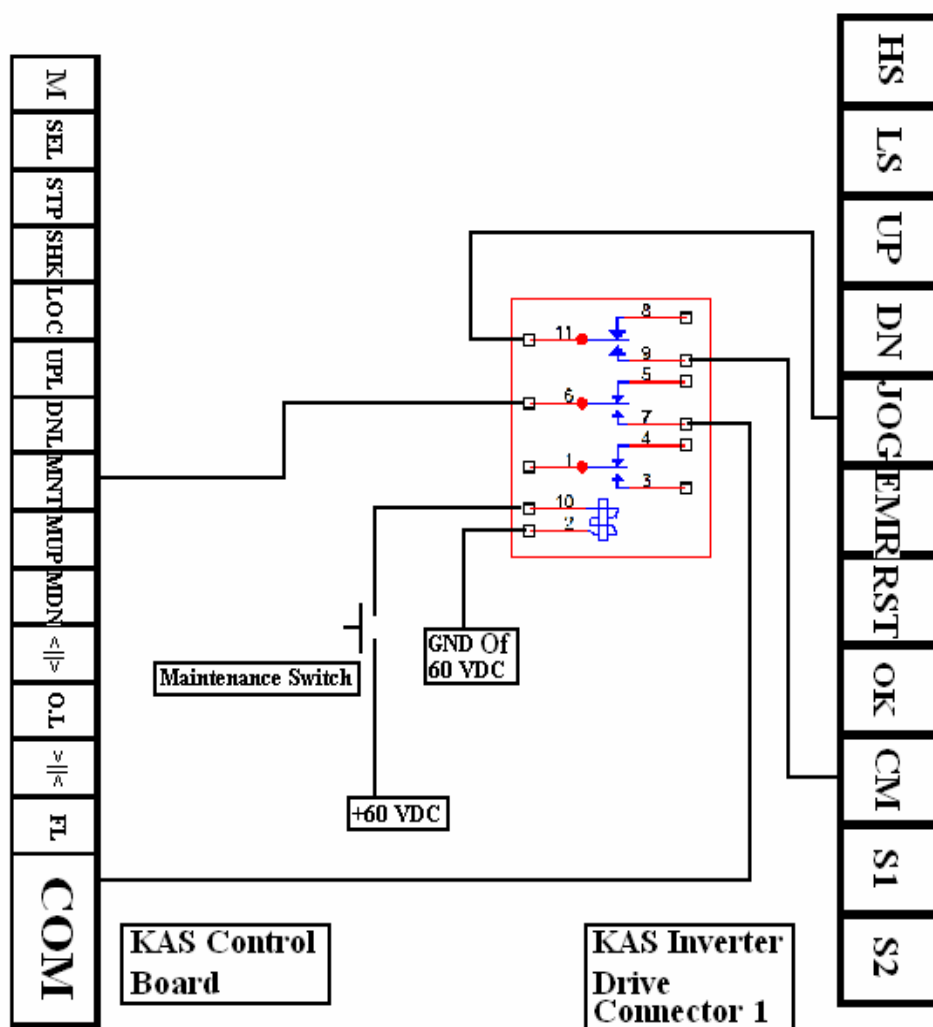 M
SEL
STP
SHK
LOC
UPL
DNL
MNT
MUP
MDN
<||>
O.L
>||<
FL
COM
HS
LS
UP
DN
JOG
EMR
RST
OK
CM
S1
S2
8
11
9
5
6
7
4
1
3
10
2
GND Of
60 VDC
Maintenance Switch
+60 VDC
KAS Control
Board
KAS Inverter
Drive
Connector 1